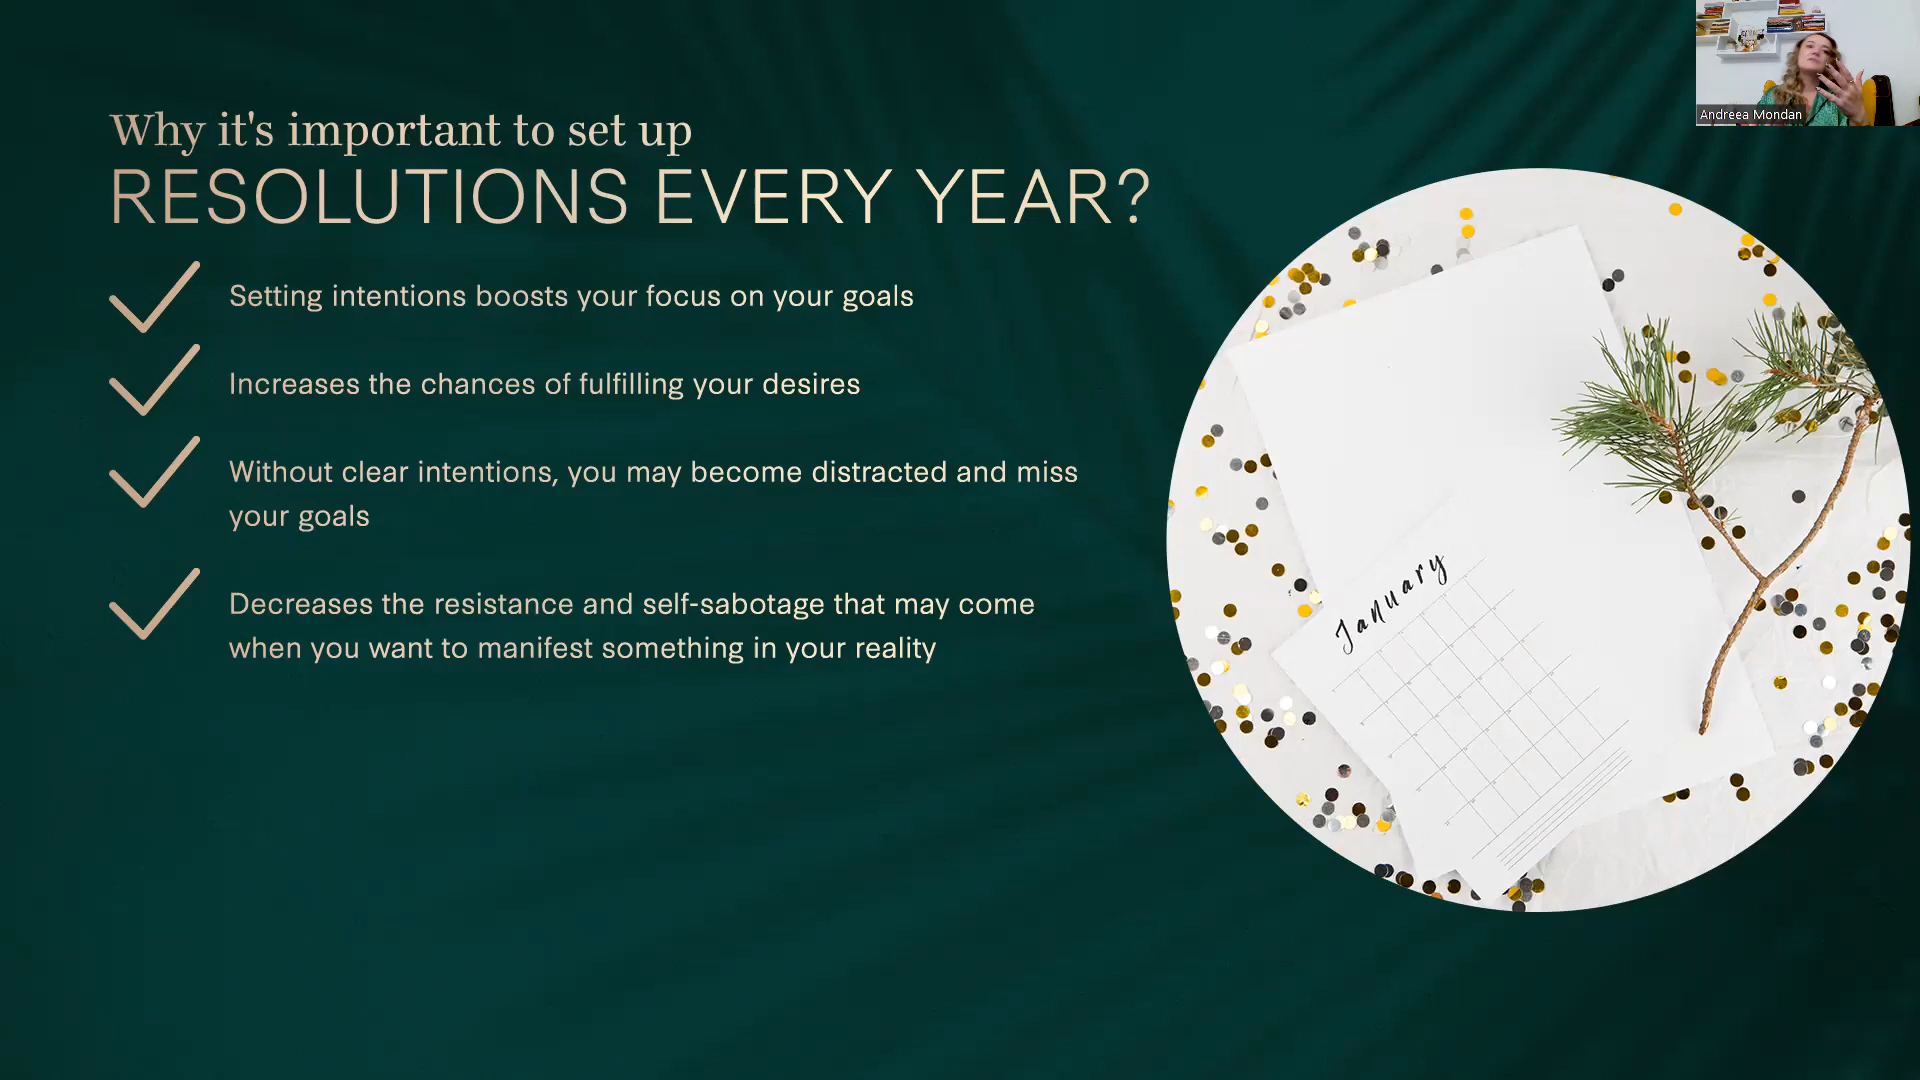 Andreea Mondan
Why it's important to set up
RESOLUTIONS EVERY YEAR?
Setting intentions boosts your focus on your goals
Increases the chances of fulfilling your desires
Without clear intentions, you may become distracted and miss
your goals
Decreases the resistance and self-sabotage that may come
when you want to manifest something in your reality
January